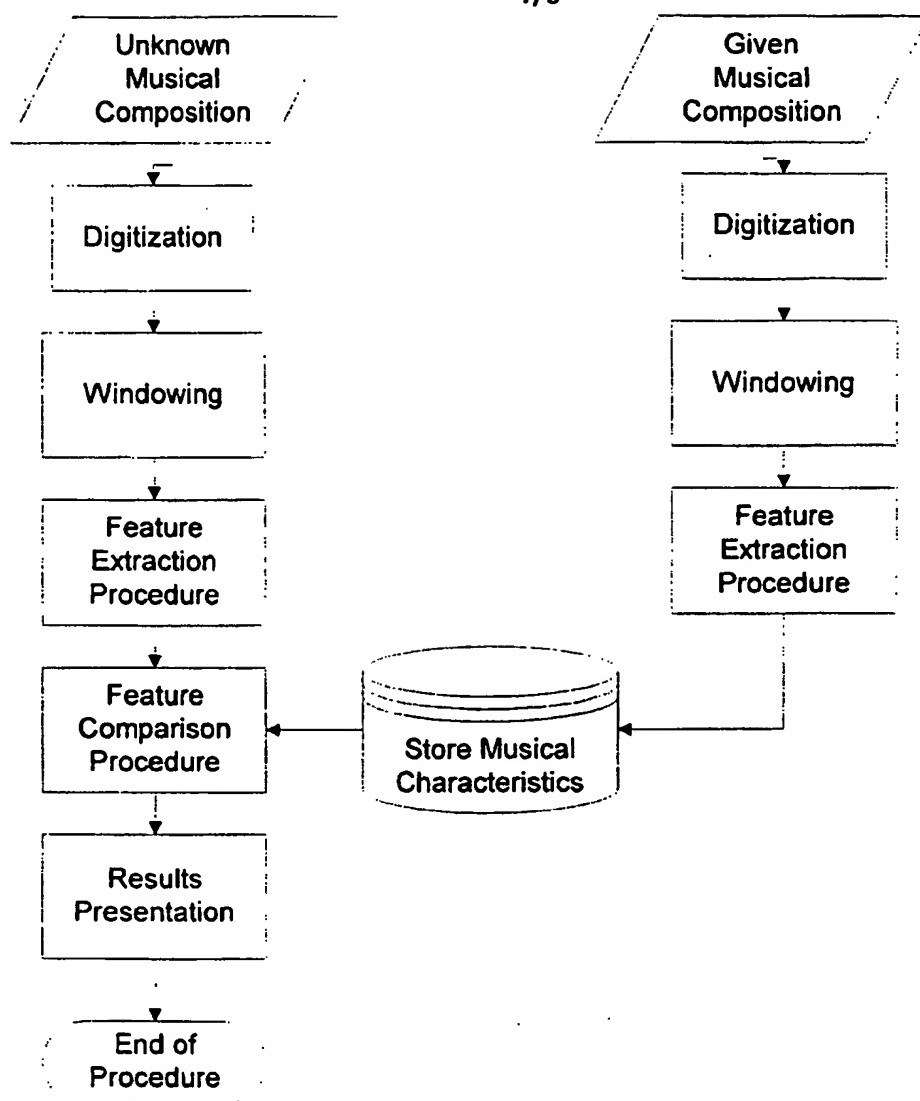 Unknown
Musical
Composition
Digitization
Windowing
Feature
Extraction
Procedure
Feature
Comparison
Procedure
Results
Presentation
End of
Procedure
Given
Musical
Composition
Digitization
Windowing
Feature
Extraction
Procedure
Store Musical
Characteristics